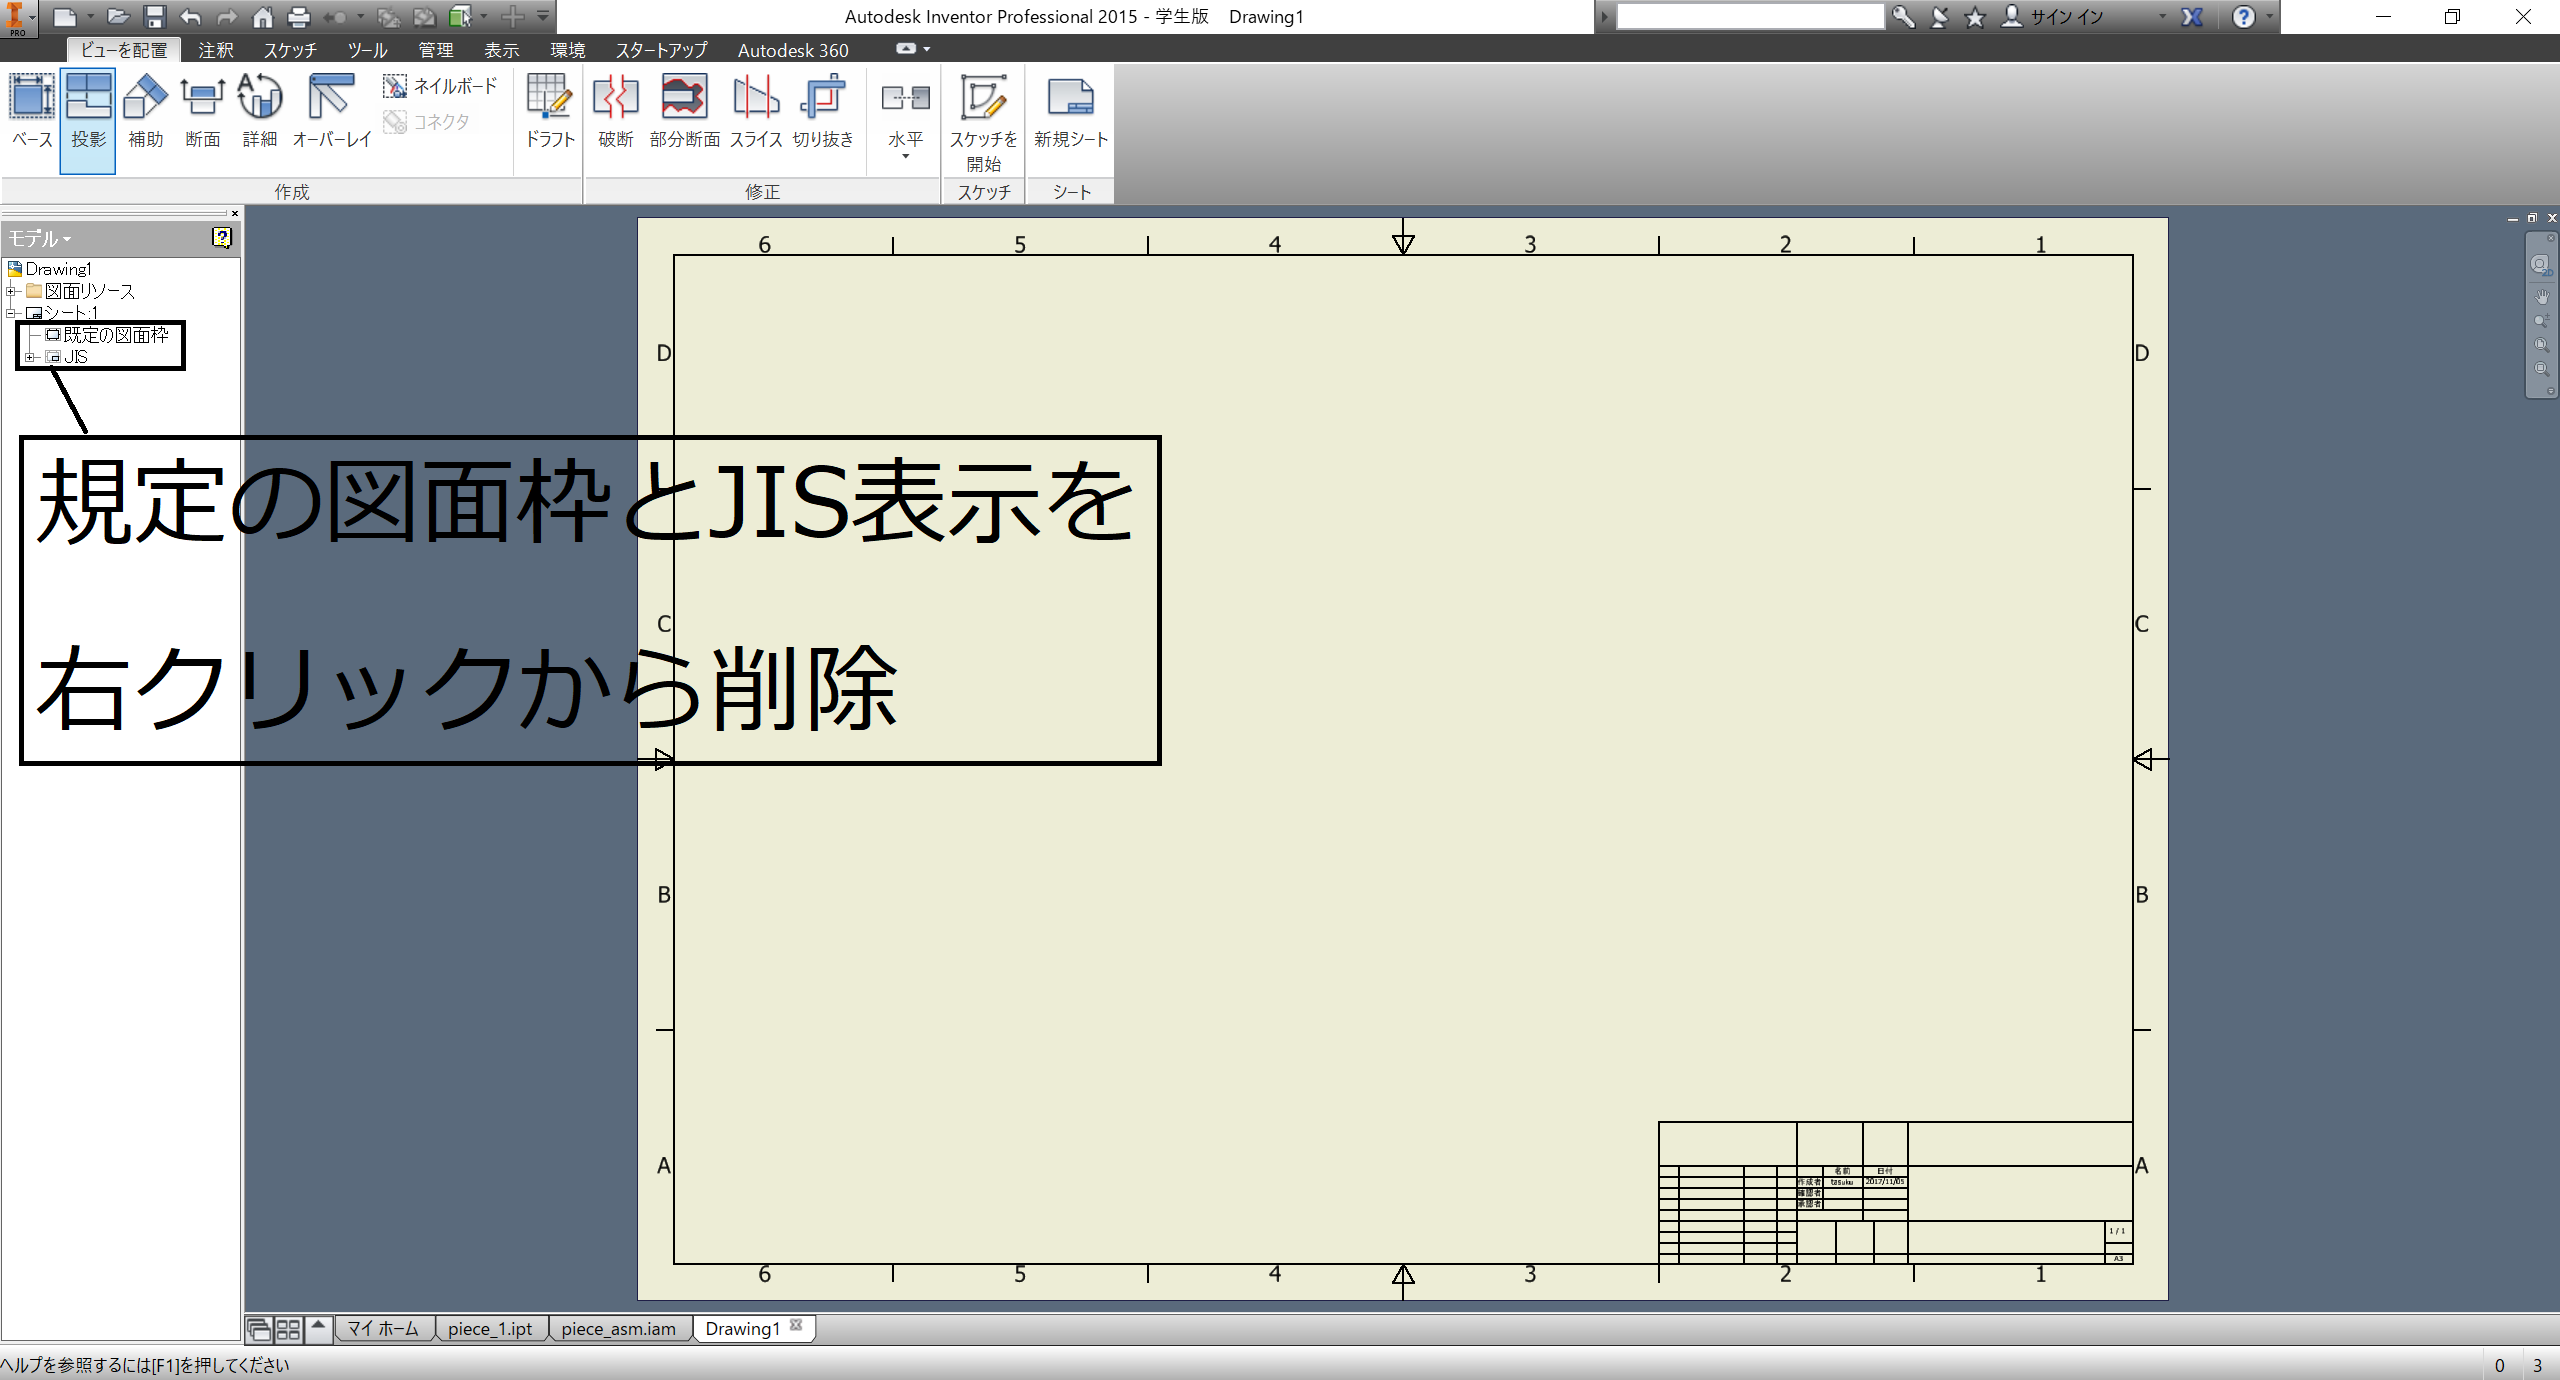 Autodesk Inventor Professional 2015 - 学生版 Drawing1
サイン イン
PRO
ビューを配置 注釈 スケッチ ツール 管理 表示 環境 スタートアップ Autodesk 360
ベース 投影 補助 断面 詳細 オーバーレイ
ネイルボード
コネクタ
ドラフト 破断 部分断面 スライス 切り抜き 水平
スケッチを
開始
新規シート
作成 修正 スケッチ シート
モデル
Drawing1
図面リソース
シート:1
既定の図面枠
JIS
規定の図面枠とJIS表示を
右クリックから削除
6 5 4 3 2 1
D D
C C
B B
A A
名前 日付
作成者 tasuku 2017/11/05
確認者
承認者
1 / 1
A3
6 5 4 3 2 1
マイ ホーム piece_1.ipt piece_asm.iam Drawing1
ヘルプを参照するには[F1]を押してください
0 3